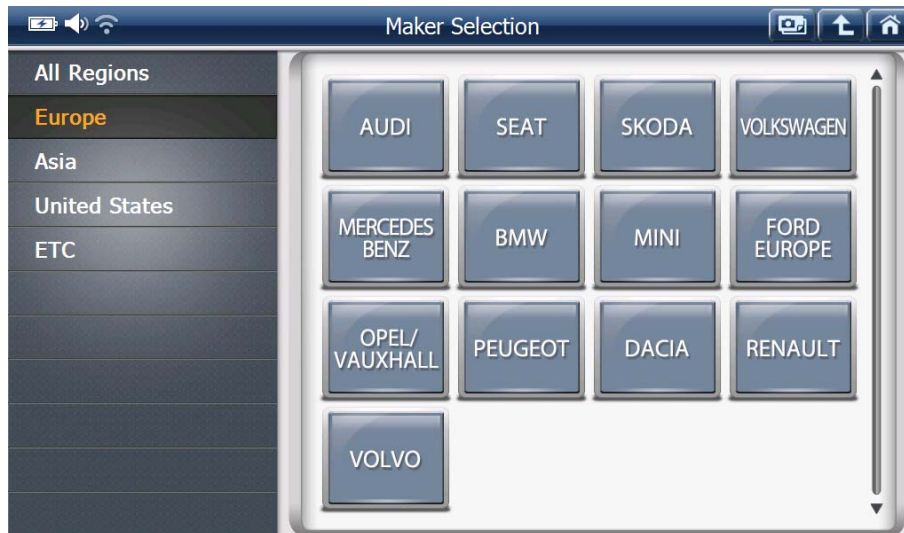 Maker Selection
All Regions
Europe
Asia
United States
ETC
AUDI
SEAT
SKODA
VOLKSWAGEN
MERCEDES
BENZ
BMW
MINI
FORD
EUROPE
OPEL/
VAUXHALL
PEUGEOT
DACIA
RENAULT
VOLVO